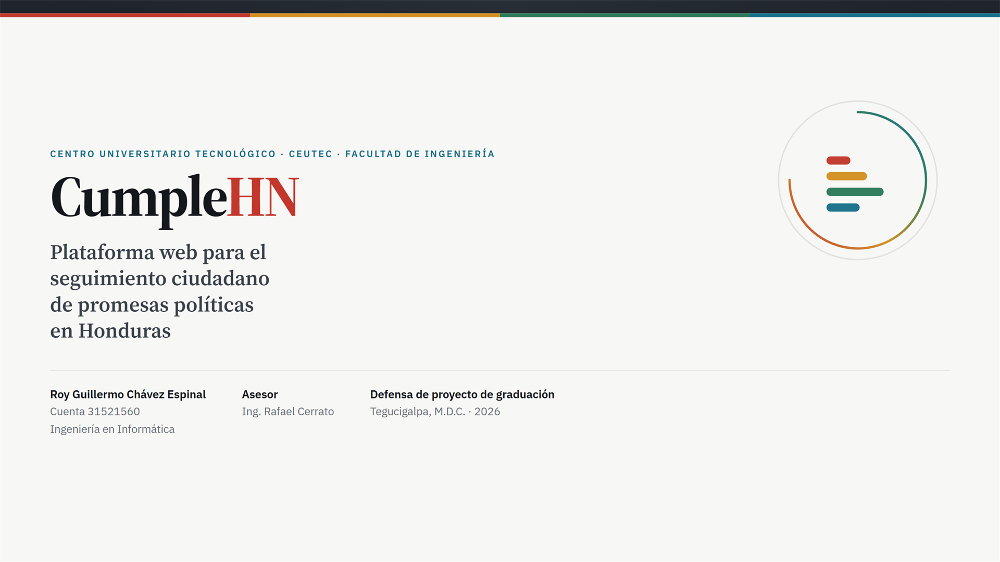 CENTRO UNIVERSITARIO TECNOLÓGICO · CEUTEC · FACULTAD DE INGENIERÍA
CumpleHN
Plataforma web para el
seguimiento ciudadano
de promesas políticas
en Honduras
Roy Guillermo Chávez Espinal
Cuenta 31521560
Ingeniería en Informática
Asesor
Ing. Rafael Cerrato
Defensa de proyecto de graduación
Tegucigalpa, M.D.C. · 2026